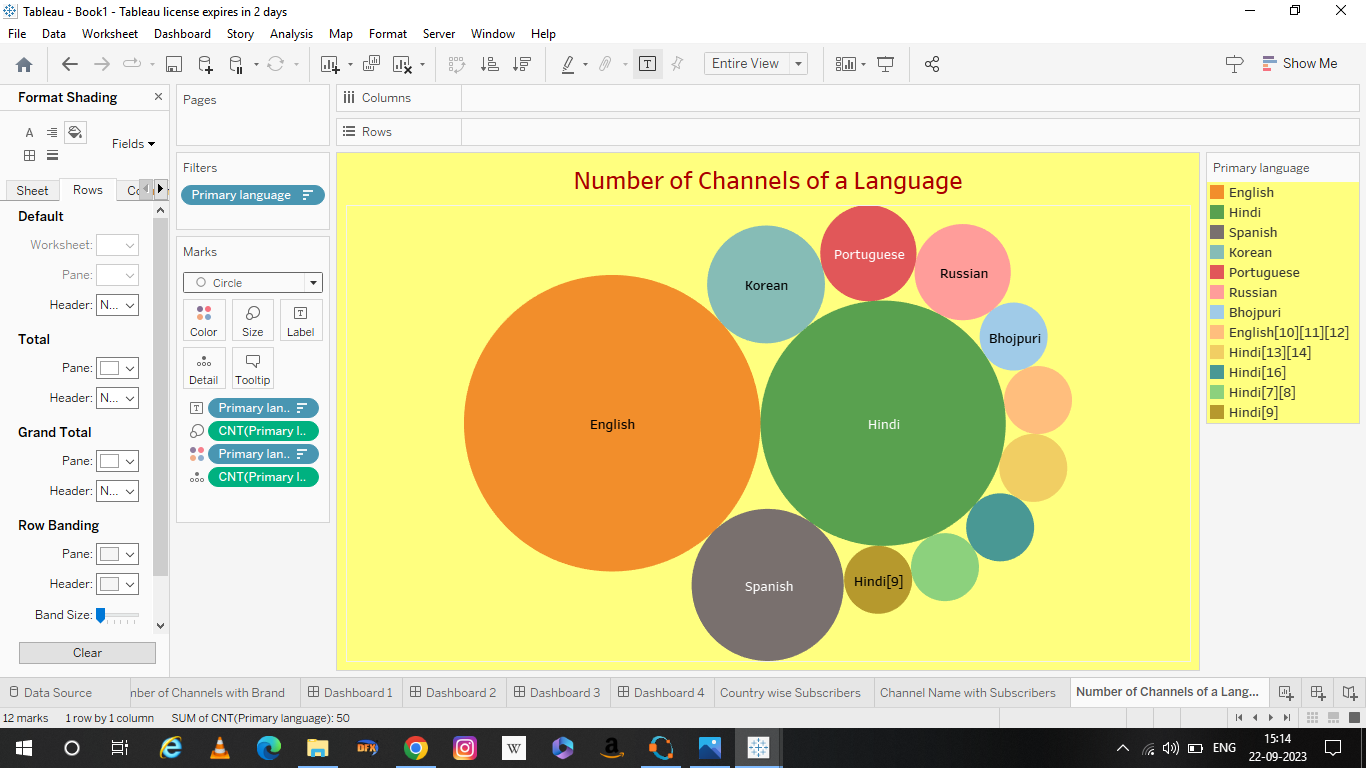 Tableau - Book1 - Tableau license expires in 2 days
File Data Worksheet Dashboard Story Analysis Map Format Server Window Help
Entire View
Show Me
Format Shading
Fields
Sheet Rows
Default
Worksheet:
Pane:
Header: N...
Total
Pane:
Header: N...
Grand Total
Pane:
Header: N...
Row Banding
Pane:
Header:
Band Size:
Clear
Pages
Filters
Primary language
Marks
Circle
Color Size Label
Detail Tooltip
Primary lan..
CNT(Primary l..
Primary lan..
CNT(Primary l..
Columns
Rows
Number of Channels of a Language
Portuguese
Russian
Korean
Bhojpuri
English
Hindi
Hindi[9]
Spanish
Primary language
English
Hindi
Spanish
Korean
Portuguese
Russian
Bhojpuri
English[10][11][12]
Hindi[13][14]
Hindi[16]
Hindi[7][8]
Hindi[9]
Data Source nber of Channels with Brand Dashboard 1 Dashboard 2 Dashboard 3 Dashboard 4 Country wise Subscribers Channel Name with Subscribers Number of Channels of a Lang...
12 marks 1 row by 1 column SUM of CNT(Primary language): 50
DFX W a ENG 15:14
22-09-2023